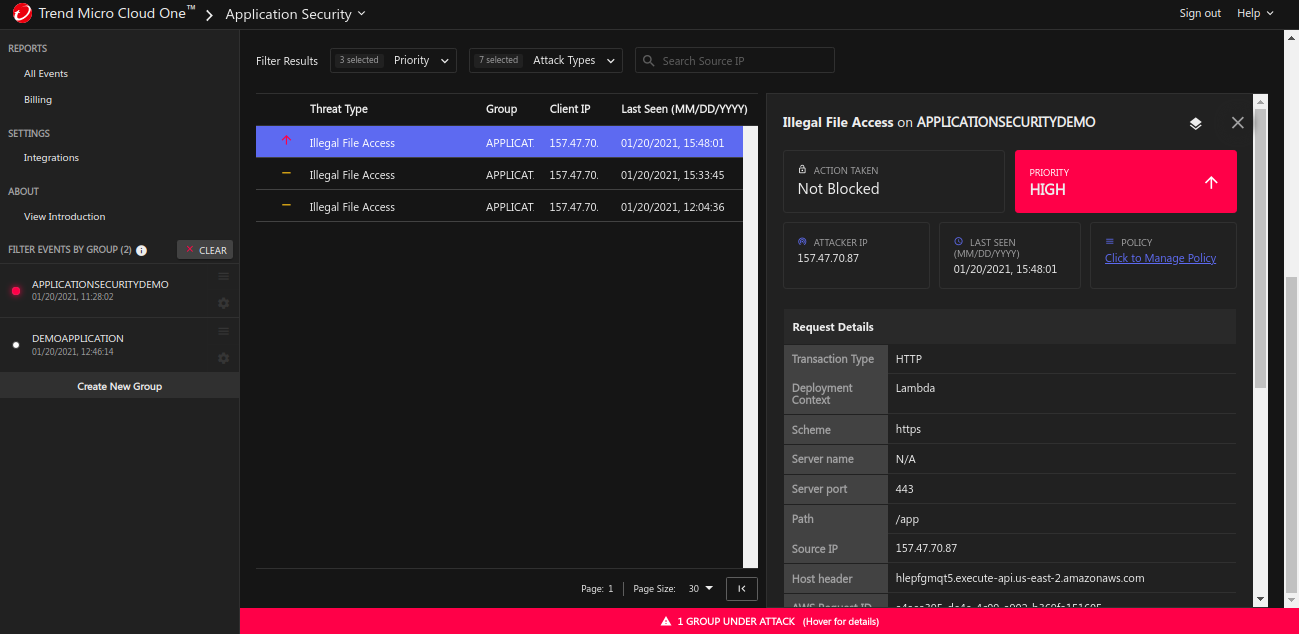 Trend Micro Cloud One™
Application Security
Sign out
Help
REPORTS
All Events
Billing
SETTINGS
Integrations
ABOUT
View Introduction
FILTER EVENTS BY GROUP (2)
CLEAR
APPLICATIONSECURITYDEMO
01/20/2021, 11:28:02
DEMOAPPLICATION
01/20/2021, 12:46:14
Create New Group
Filter Results
3 selected Priority
7 selected Attack Types
Search Source IP
Threat Type Group Client IP Last Seen (MM/DD/YYYY)
Illegal File Access APPLICAT. 157.47.70. 01/20/2021, 15:48:01
Illegal File Access APPLICAT. 157.47.70. 01/20/2021, 15:33:45
Illegal File Access APPLICAT. 157.47.70. 01/20/2021, 12:04:36
Page: 1 Page Size: 30
Illegal File Access on APPLICATIONSECURITYDEMO
ACTION TAKEN
Not Blocked
PRIORITY
HIGH
ATTACKER IP
157.47.70.87
LAST SEEN
(MM/DD/YYYY)
01/20/2021, 15:48:01
POLICY
Click to Manage Policy
Request Details
Transaction Type HTTP
Deployment Lambda
Context
Scheme https
Server name N/A
Server port 443
Path /app
Source IP 157.47.70.87
Host header hlepfgmqt5.execute-api.us-east-2.amazonaws.com
AWS Request ID
1 GROUP UNDER ATTACK (Hover for details)